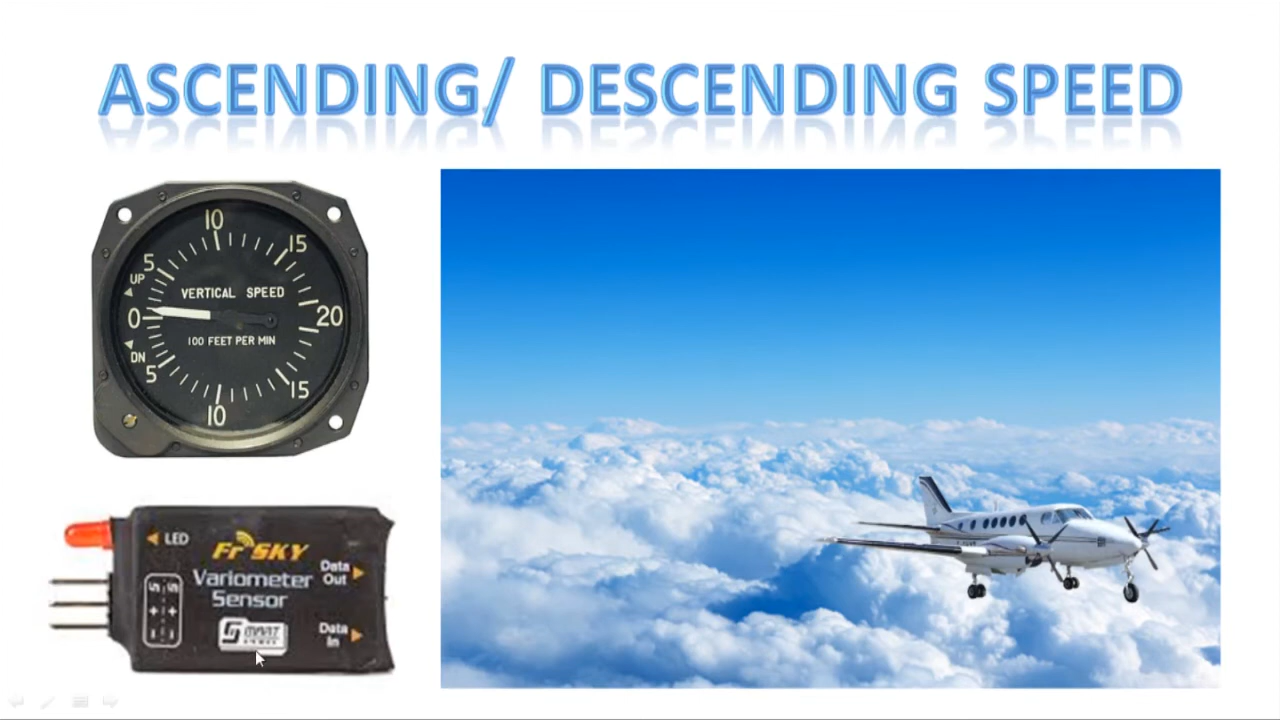 ASCENDING/ DESCENDING SPEED
10
5
15
UP
VERTICAL SPEED
0
20
100 FEET PER MIN
DN
5
15
10
LED
FrSKY
Data
Out
Variometer
Sensor
S
+
-
S
+
-
SMART
Data
In